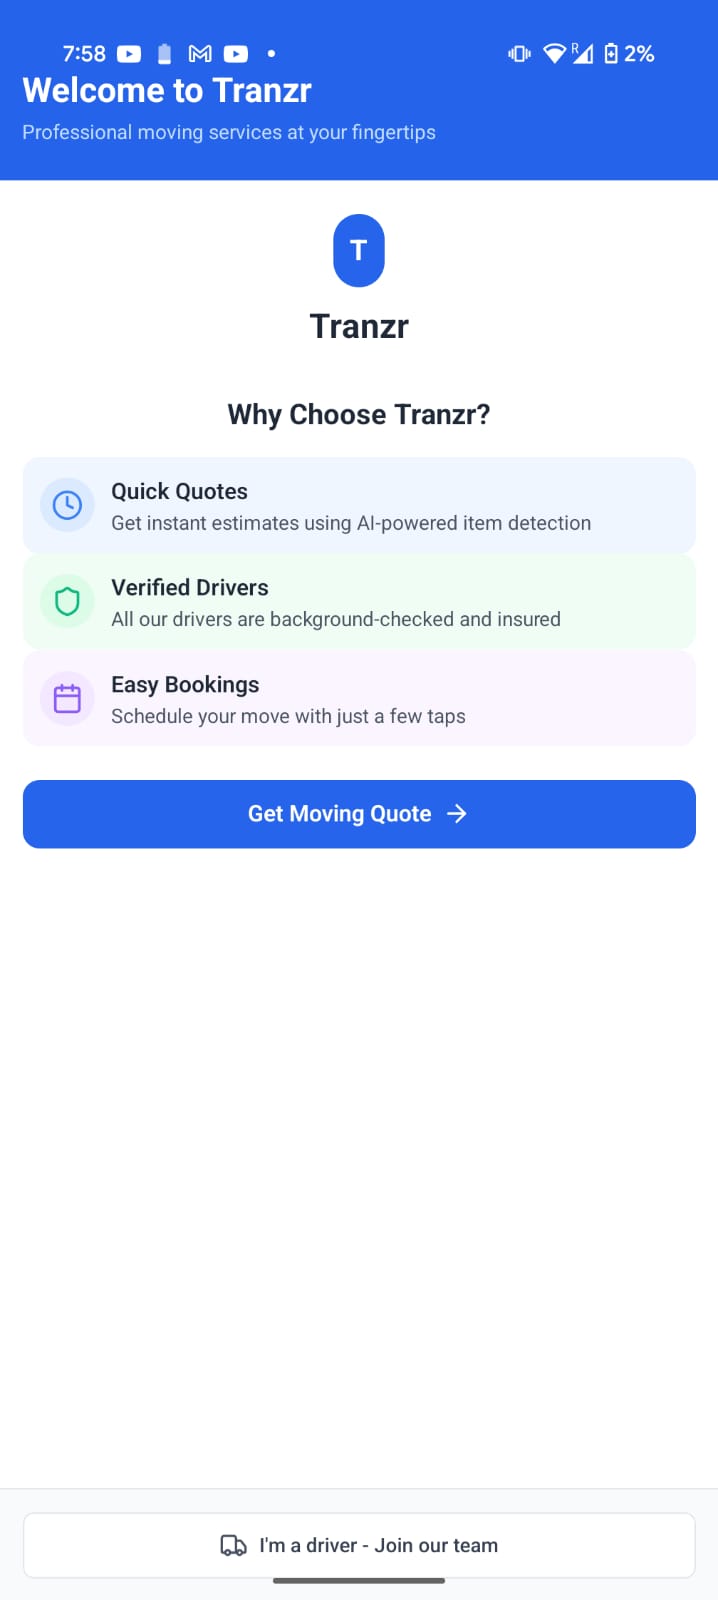 7:58
R
2%
Welcome to Tranzr
Professional moving services at your fingertips
T
Tranzr
Why Choose Tranzr?
Quick Quotes
Get instant estimates using AI-powered item detection
Verified Drivers
All our drivers are background-checked and insured
Easy Bookings
Schedule your move with just a few taps
Get Moving Quote
I'm a driver - Join our team